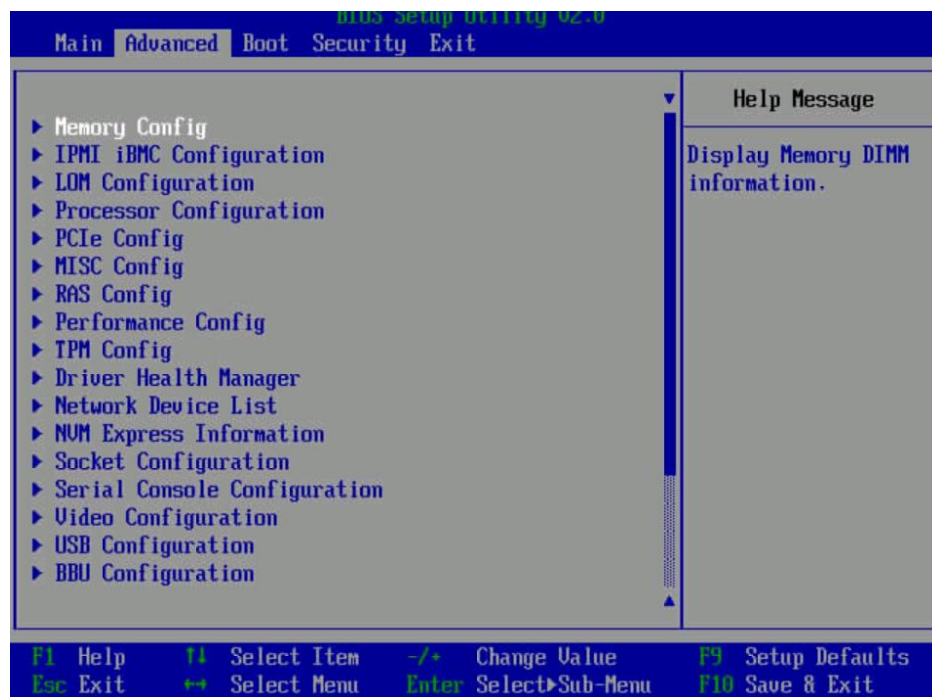 BIOS Setup Utility V2.0
Main Advanced Boot Security Exit
Help Message
Display Memory DIMM
information.
Memory Config
IPMI iBMC Configuration
LOM Configuration
Processor Configuration
PCIe Config
MISC Config
RAS Config
Performance Config
TPM Config
Driver Health Manager
Network Device List
NVM Express Information
Socket Configuration
Serial Console Configuration
Video Configuration
USB Configuration
BBU Configuration
F1 Help ↑↓ Select Item -/+ Change Value F9 Setup Defaults
Esc Exit ←→ Select Menu Enter Select▶Sub-Menu F10 Save & Exit